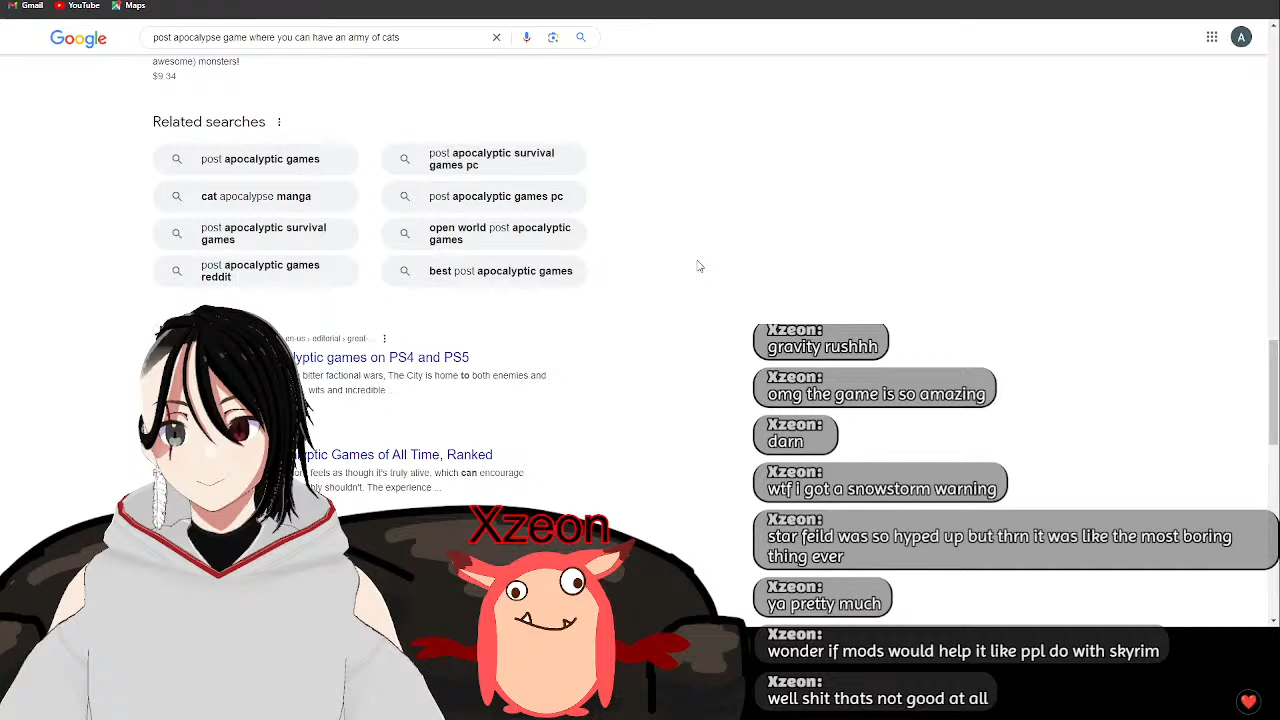 Gmail YouTube Maps
Google post apocalypse game where you can have an army of cats A
awesome) monsters!
$9.34
Related searches
post apocalyptic games
post apocalyptic survival
games pc
cat apocalypse manga
post apocalyptic games pc
post apocalyptic survival
games
open world post apocalyptic
games
post apocalyptic games
reddit
best post apocalyptic games
en-us › editorial › great-...
lyptic games on PS4 and PS5
bitter factional wars, The City is home to both enemies and
wits and incredible ...
ptic Games of All Time, Ranked
feels as though it's truly alive, which can encourage
bly shouldn't. The experience ...
Xzeon
Xzeon:
gravity rushhh
Xzeon:
omg the game is so amazing
Xzeon:
darn
Xzeon:
wtf i got a snowstorm warning
Xzeon:
star feild was so hyped up but thrn it was like the most boring
thing ever
Xzeon:
ya pretty much
Xzeon:
wonder if mods would help it like ppl do with skyrim
Xzeon:
well shit thats not good at all